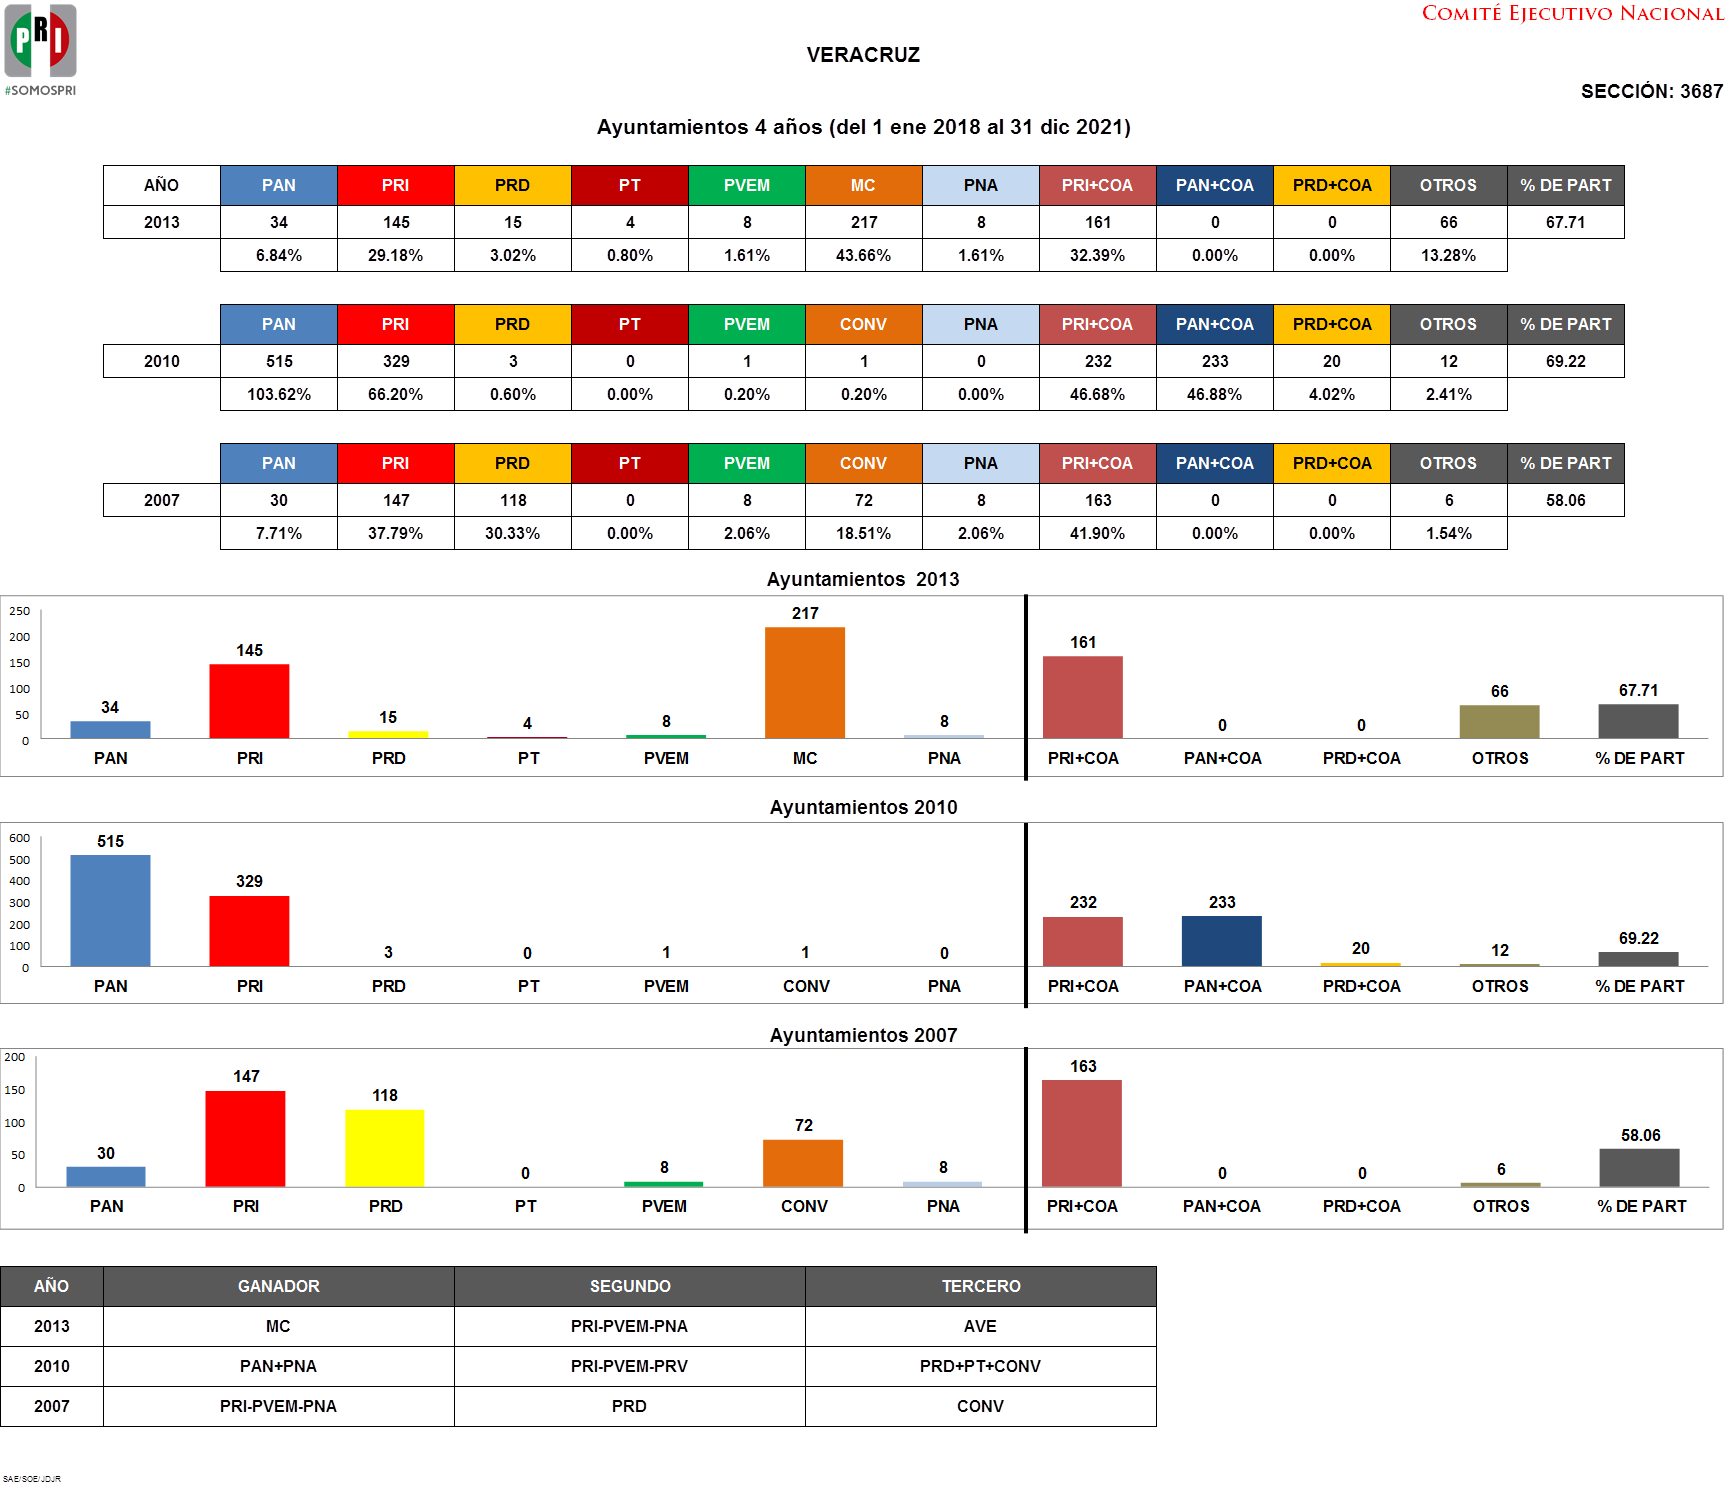 COMITÉ EJECUTIVO NACIONAL
PRI
#SOMOSPRI
VERACRUZ
SECCIÓN: 3687
Ayuntamientos 4 años (del 1 ene 2018 al 31 dic 2021)
AÑO PAN PRI PRD PT PVEM MC PNA PRI+COA PAN+COA PRD+COA OTROS % DE PART
2013 34 145 15 4 8 217 8 161 0 0 66 67.71
6.84% 29.18% 3.02% 0.80% 1.61% 43.66% 1.61% 32.39% 0.00% 0.00% 13.28%
PAN PRI PRD PT PVEM CONV PNA PRI+COA PAN+COA PRD+COA OTROS % DE PART
2010 515 329 3 0 1 1 0 232 233 20 12 69.22
103.62% 66.20% 0.60% 0.00% 0.20% 0.20% 0.00% 46.68% 46.88% 4.02% 2.41%
PAN PRI PRD PT PVEM CONV PNA PRI+COA PAN+COA PRD+COA OTROS % DE PART
2007 30 147 118 0 8 72 8 163 0 0 6 58.06
7.71% 37.79% 30.33% 0.00% 2.06% 18.51% 2.06% 41.90% 0.00% 0.00% 1.54%
Ayuntamientos 2013
250
200
150
100
50
0
34 145 15 4 8 217 8 161 0 0 66 67.71
PAN PRI PRD PT PVEM MC PNA PRI+COA PAN+COA PRD+COA OTROS % DE PART
Ayuntamientos 2010
600
500
400
300
200
100
0
515 329 3 0 1 1 0 232 233 20 12 69.22
PAN PRI PRD PT PVEM CONV PNA PRI+COA PAN+COA PRD+COA OTROS % DE PART
Ayuntamientos 2007
200
150
100
50
0
30 147 118 0 8 72 8 163 0 0 6 58.06
PAN PRI PRD PT PVEM CONV PNA PRI+COA PAN+COA PRD+COA OTROS % DE PART
AÑO GANADOR SEGUNDO TERCERO
2013 MC PRI-PVEM-PNA AVE
2010 PAN+PNA PRI-PVEM-PRV PRD+PT+CONV
2007 PRI-PVEM-PNA PRD CONV
SAE/SOE/JDJR